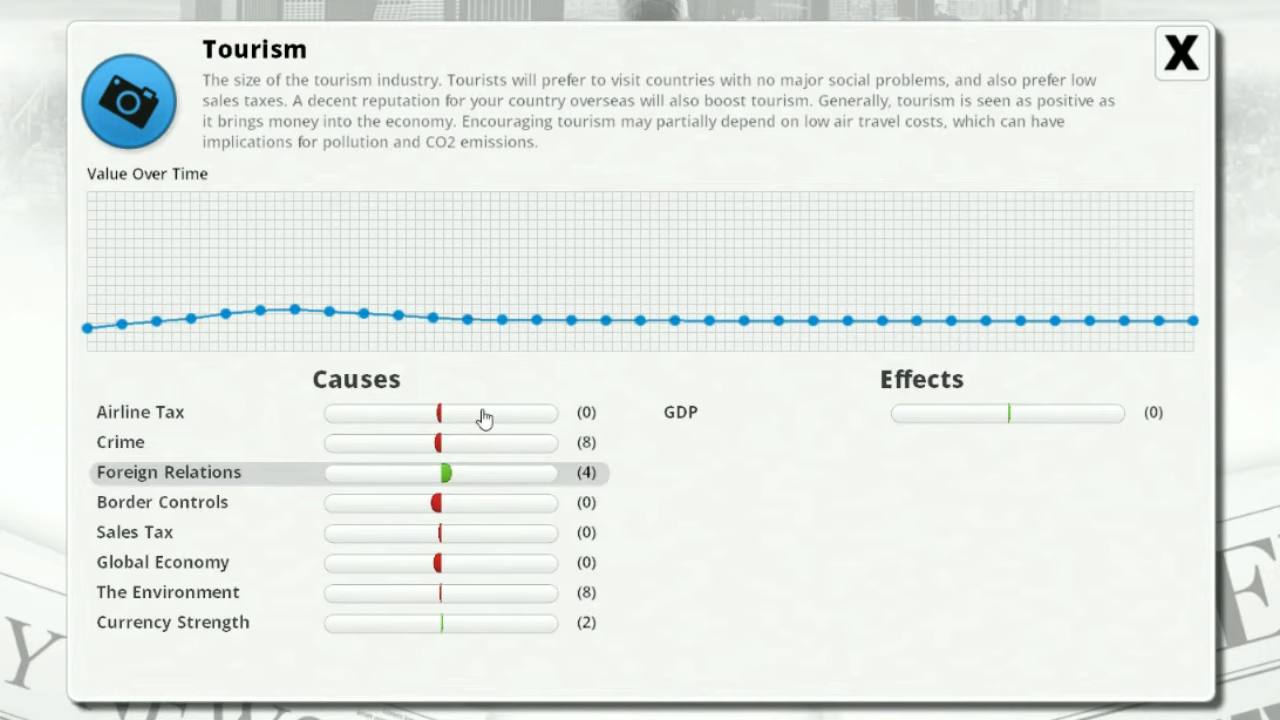 Tourism
X
The size of the tourism industry. Tourists will prefer to visit countries with no major social problems, and also prefer low
sales taxes. A decent reputation for your country overseas will also boost tourism. Generally, tourism is seen as positive as
it brings money into the economy. Encouraging tourism may partially depend on low air travel costs, which can have
implications for pollution and CO2 emissions.
Value Over Time
Causes
Effects
Airline Tax (0)
GDP (0)
Crime (8)
Foreign Relations (4)
Border Controls (0)
Sales Tax (0)
Global Economy (0)
The Environment (8)
Currency Strength (2)